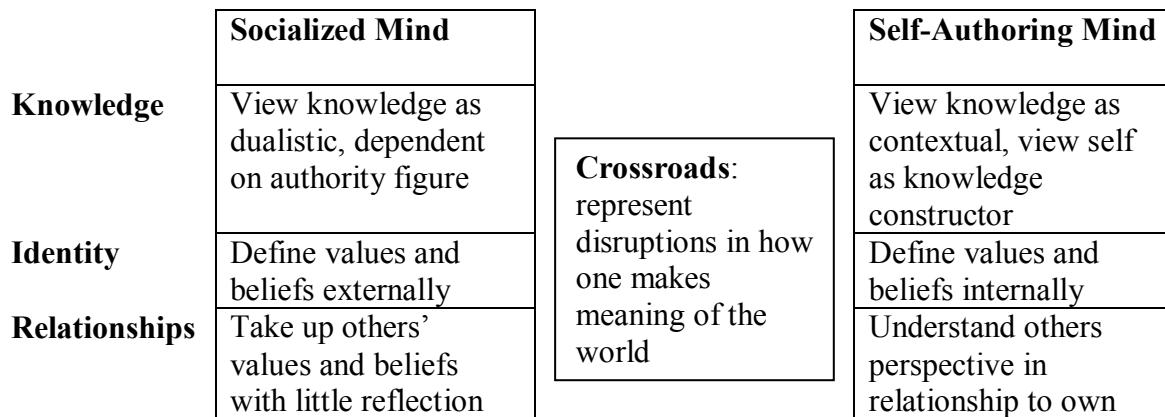 Socialized Mind
Self-Authoring Mind
Knowledge
View knowledge as
dualistic, dependent
on authority figure
Crossroads:
represent
disruptions in how
one makes
meaning of the
world
View knowledge as
contextual, view self
as knowledge
constructor
Identity
Define values and
beliefs externally
Define values and
beliefs internally
Relationships
Take up others’
values and beliefs
with little reflection
Understand others
perspective in
relationship to own